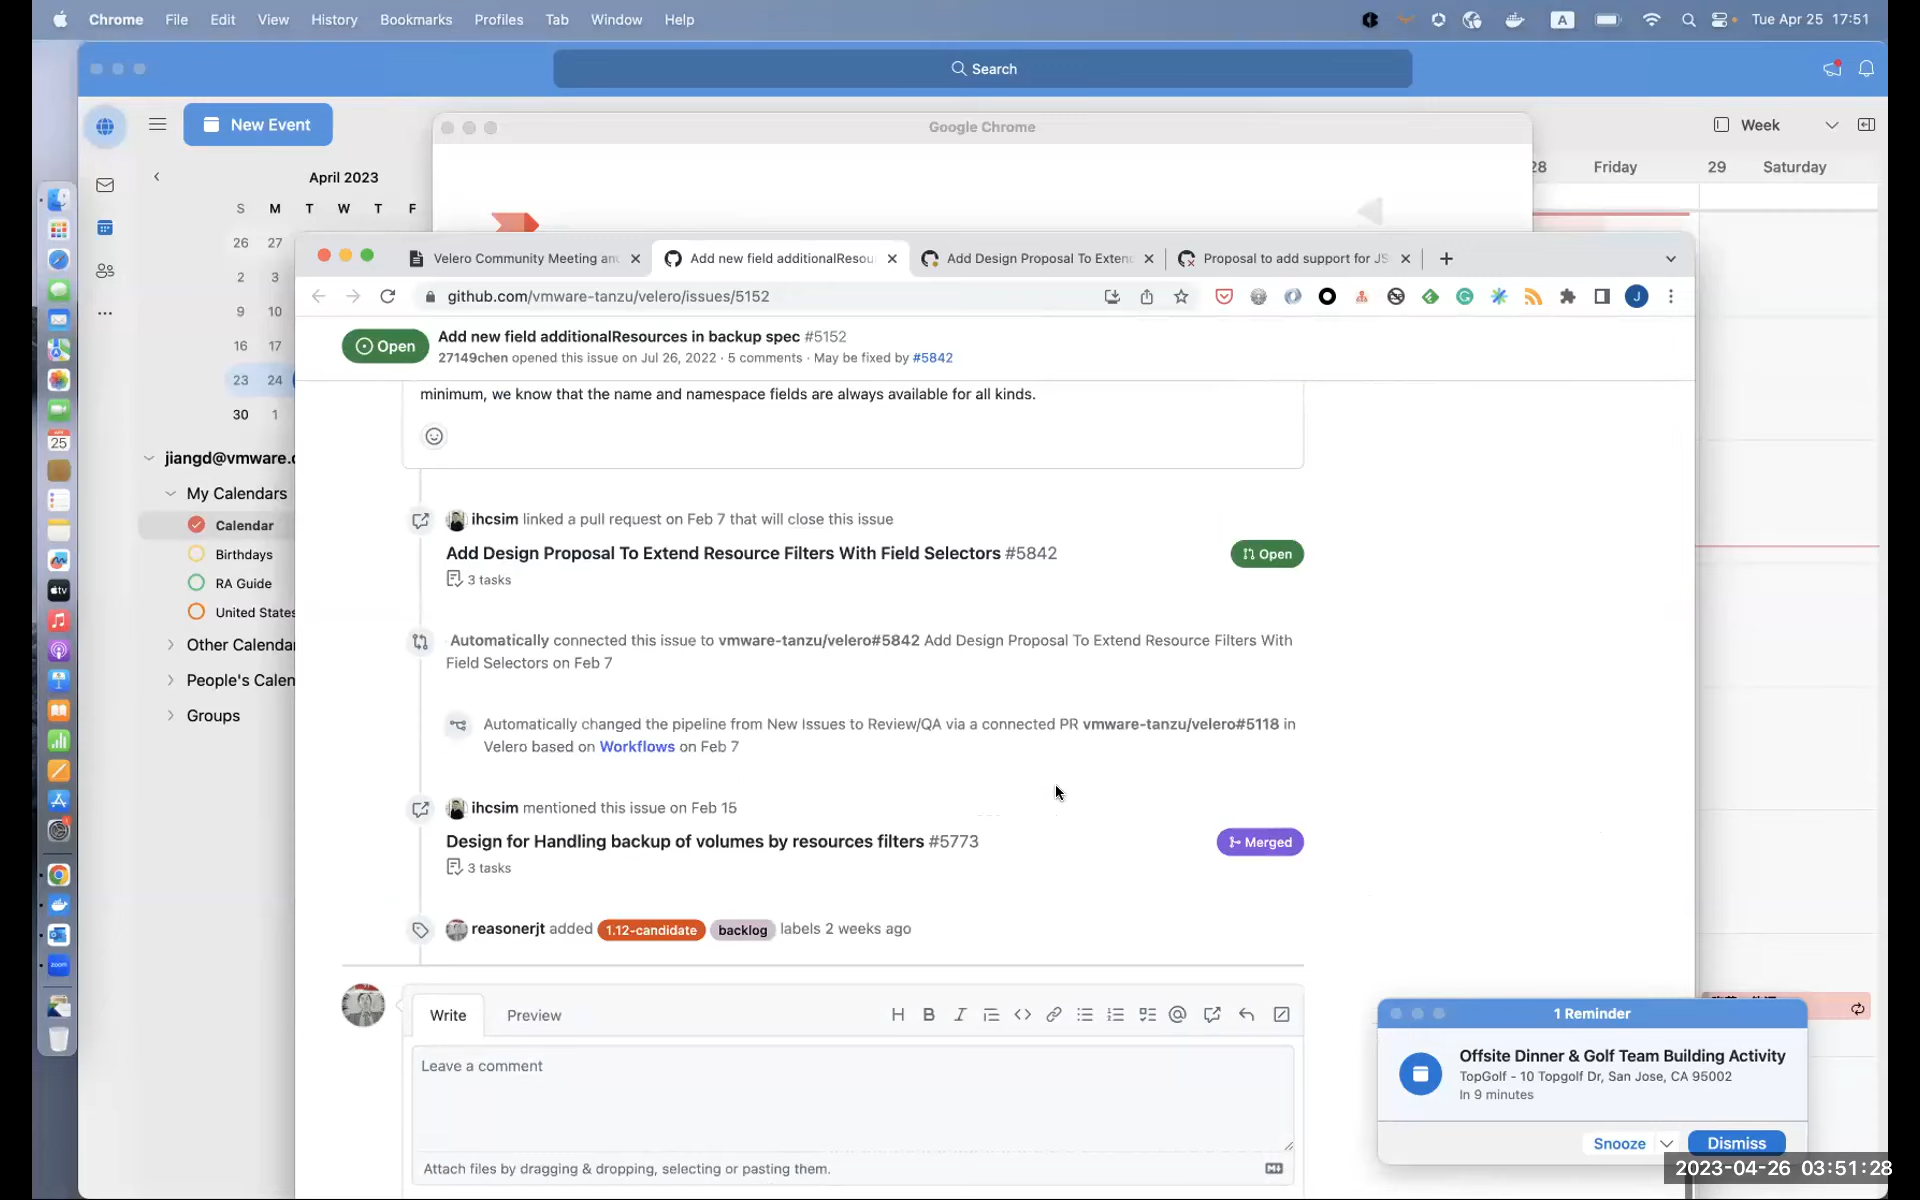 Chrome File Edit View History Bookmarks Profiles Tab Window Help A Tue Apr 25 17:51
Search
New Event
Google Chrome
Week
28 Friday 29 Saturday
April 2023
S M T W T F
26 27
2 3
9 10
16 17
23 24
30 1
jiangd@vmware.c
My Calendars
Calendar
Birthdays
RA Guide
United States
Other Calenda
People's Calen
Groups
25
tv
zoom
Velero Community Meeting an
Add new field additionalResou
Add Design Proposal To Exten
Proposal to add support for JS
github.com/vmware-tanzu/velero/issues/5152
J
Open
Add new field additionalResources in backup spec #5152
27149chen opened this issue on Jul 26, 2022 · 5 comments · May be fixed by #5842
minimum, we know that the name and namespace fields are always available for all kinds.
ihcsim linked a pull request on Feb 7 that will close this issue
Add Design Proposal To Extend Resource Filters With Field Selectors #5842
Open
3 tasks
Automatically connected this issue to vmware-tanzu/velero#5842 Add Design Proposal To Extend Resource Filters With
Field Selectors on Feb 7
Automatically changed the pipeline from New Issues to Review/QA via a connected PR vmware-tanzu/velero#5118 in
Velero based on Workflows on Feb 7
ihcsim mentioned this issue on Feb 15
Design for Handling backup of volumes by resources filters #5773
Merged
3 tasks
reasonerjt added 1.12-candidate backlog labels 2 weeks ago
Write Preview
H B I
Leave a comment
Attach files by dragging & dropping, selecting or pasting them.
1 Reminder
Offsite Dinner & Golf Team Building Activity
TopGolf - 10 Topgolf Dr, San Jose, CA 95002
In 9 minutes
Snooze Dismiss
2023-04-26 03:51:28